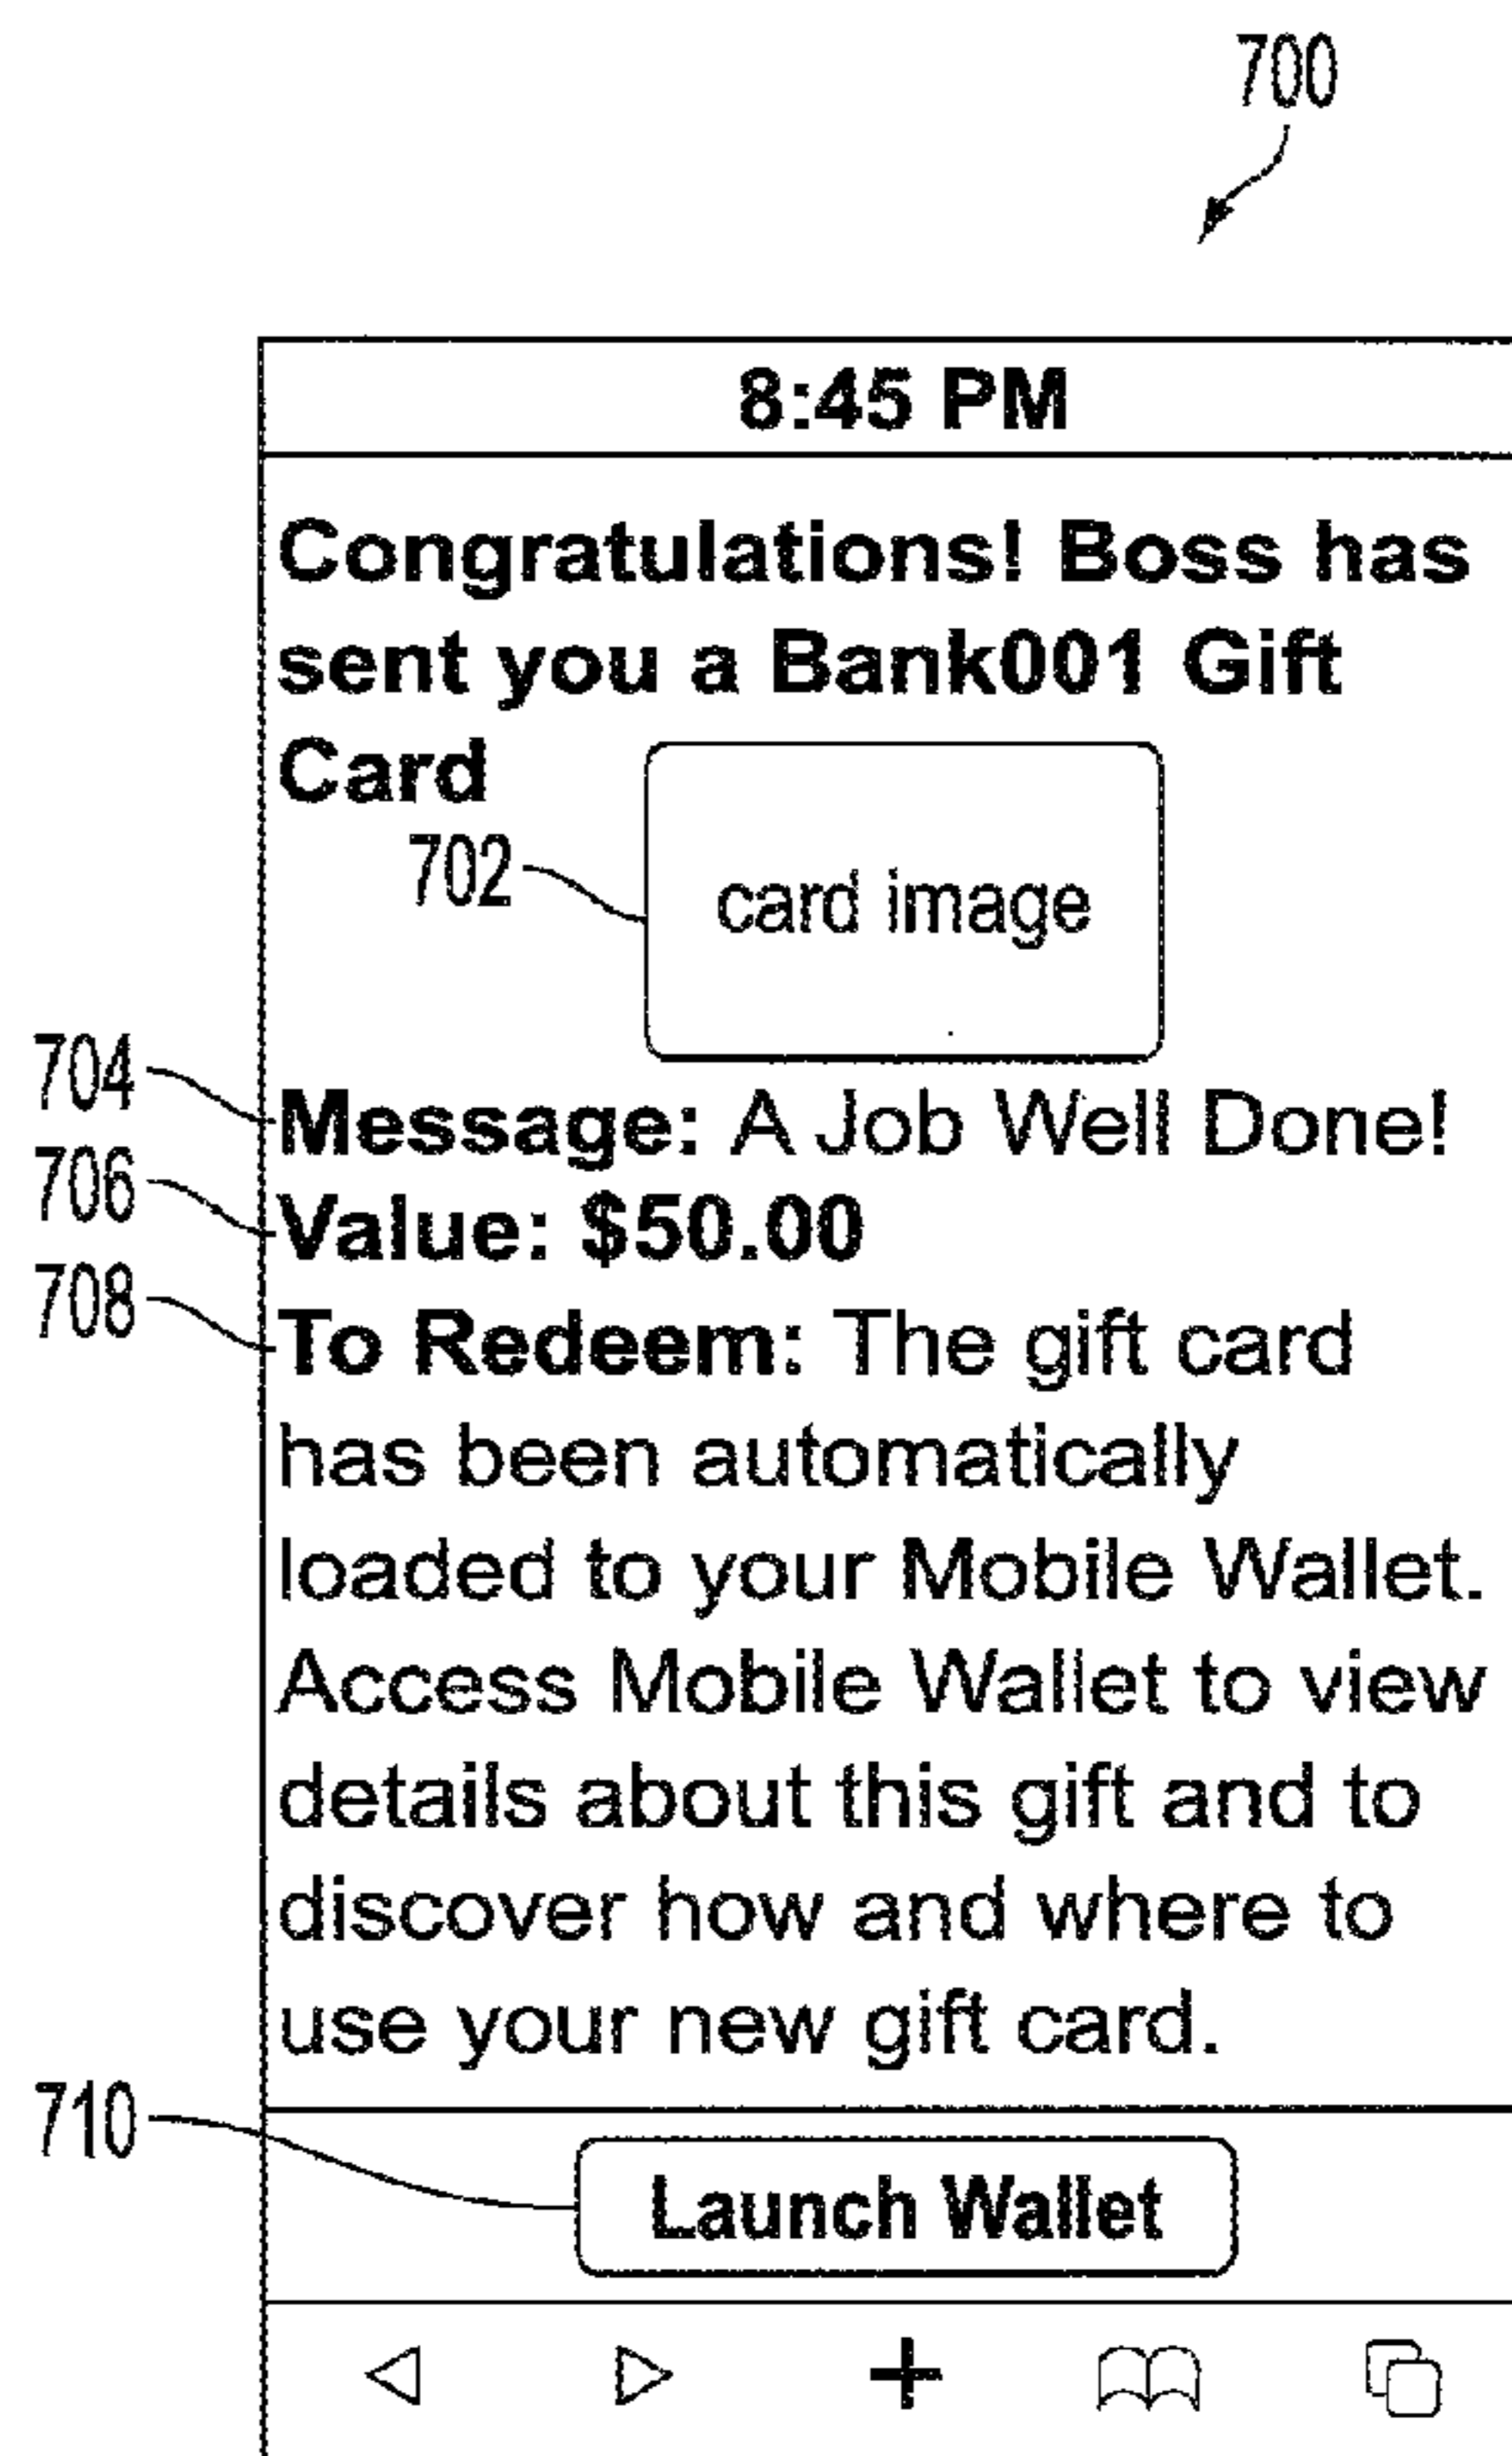 700
8:45 PM
Congratulations! Boss has
sent you a Bank001 Gift
Card
702
card image
704
Message: A Job Well Done!
706
Value: $50.00
708
To Redeem: The gift card
has been automatically
loaded to your Mobile Wallet.
Access Mobile Wallet to view
details about this gift and to
discover how and where to
use your new gift card.
710
Launch Wallet